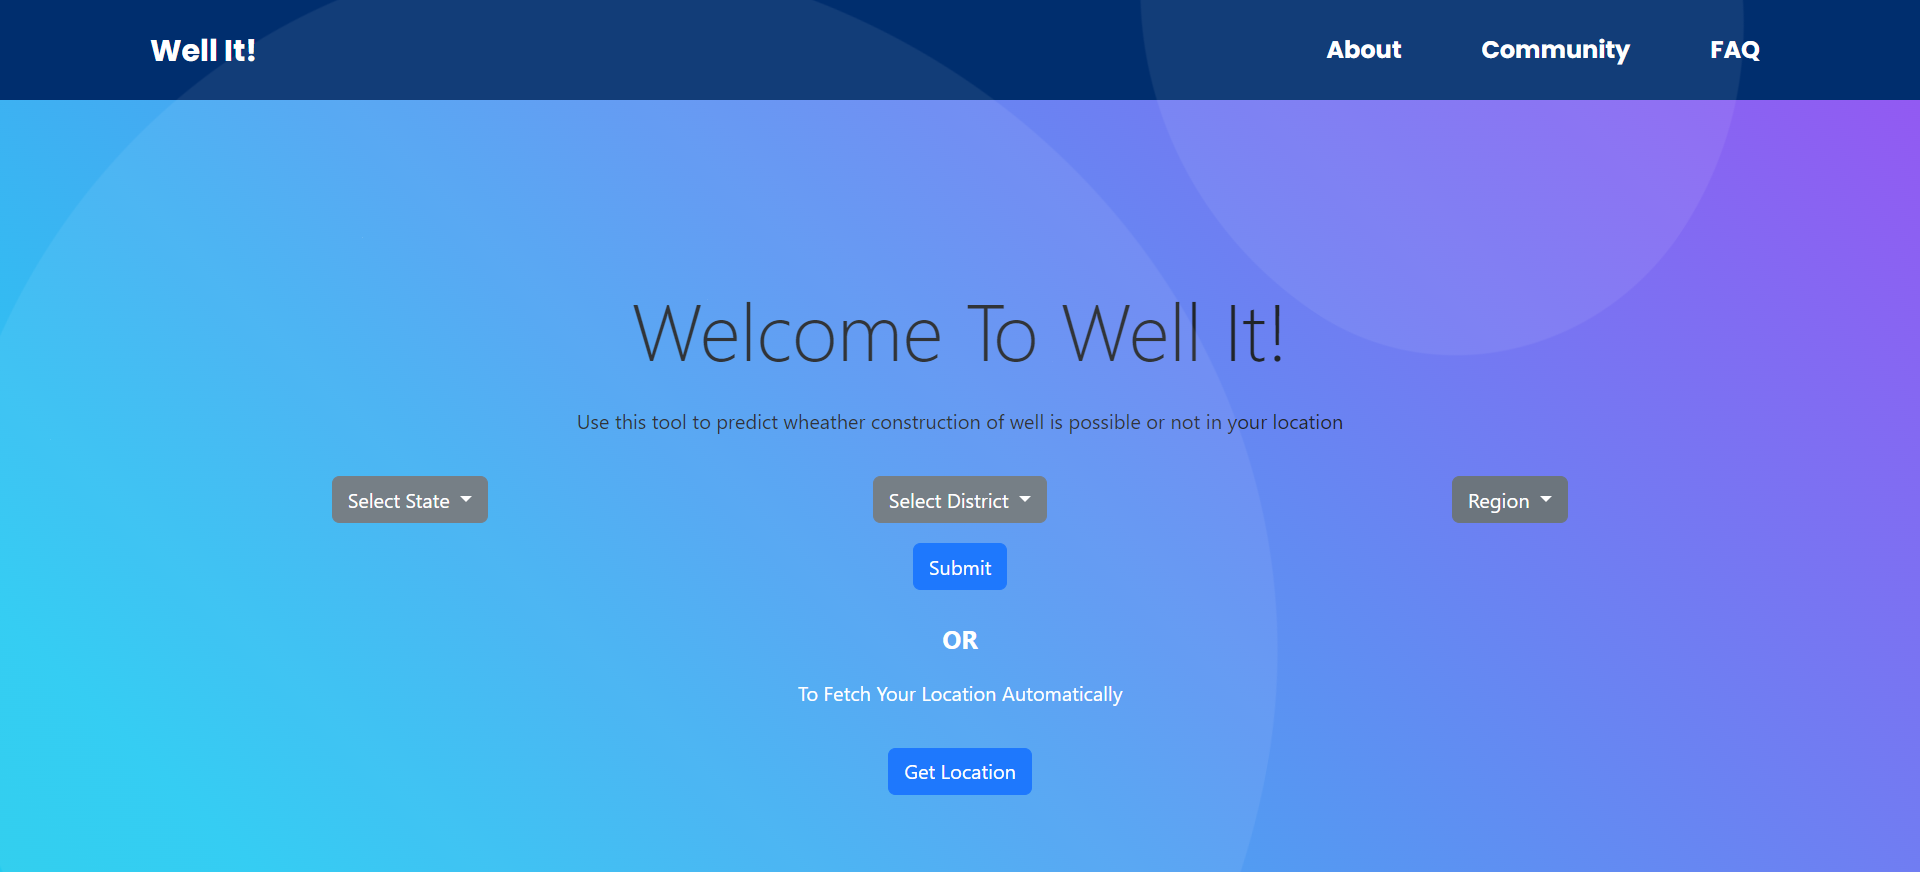 Well It!
About
Community
FAQ
Welcome To Well It!
Use this tool to predict wheather construction of well is possible or not in your location
Select State
Select District
Region
Submit
OR
To Fetch Your Location Automatically
Get Location